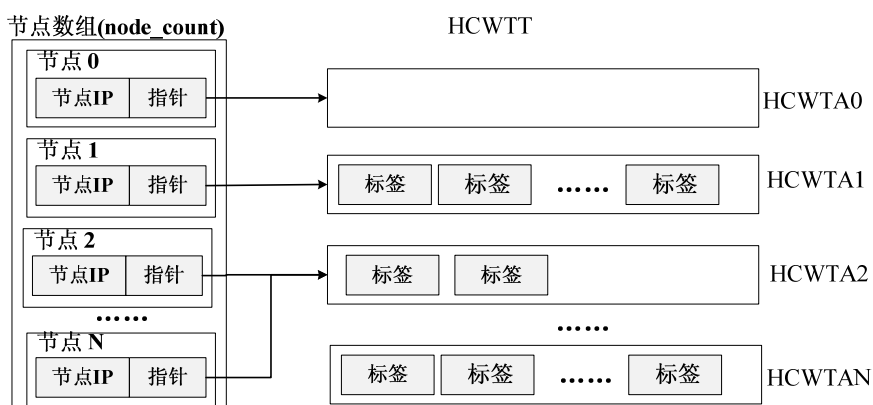 节点数组(node_count)
HCWTT
节点 0
节点IP 指针
HCWTA0
节点 1
节点IP 指针
标签 标签 …… 标签
HCWTA1
节点 2
节点IP 指针
标签 标签
HCWTA2
……
……
节点 N
节点IP 指针
标签 标签 …… 标签
HCWTAN